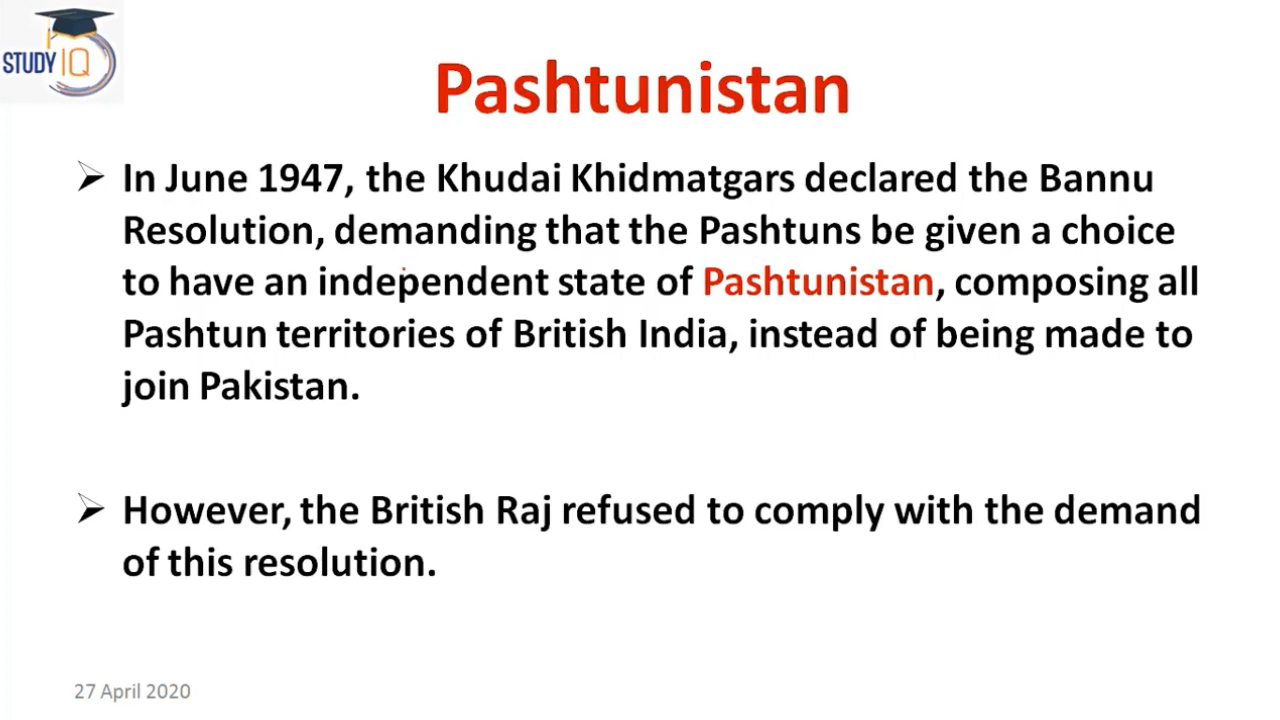 STUDY IQ
Pashtunistan
➢ In June 1947, the Khudai Khidmatgars declared the Bannu
Resolution, demanding that the Pashtuns be given a choice
to have an independent state of Pashtunistan, composing all
Pashtun territories of British India, instead of being made to
join Pakistan.
➢ However, the British Raj refused to comply with the demand
of this resolution.
27 April 2020